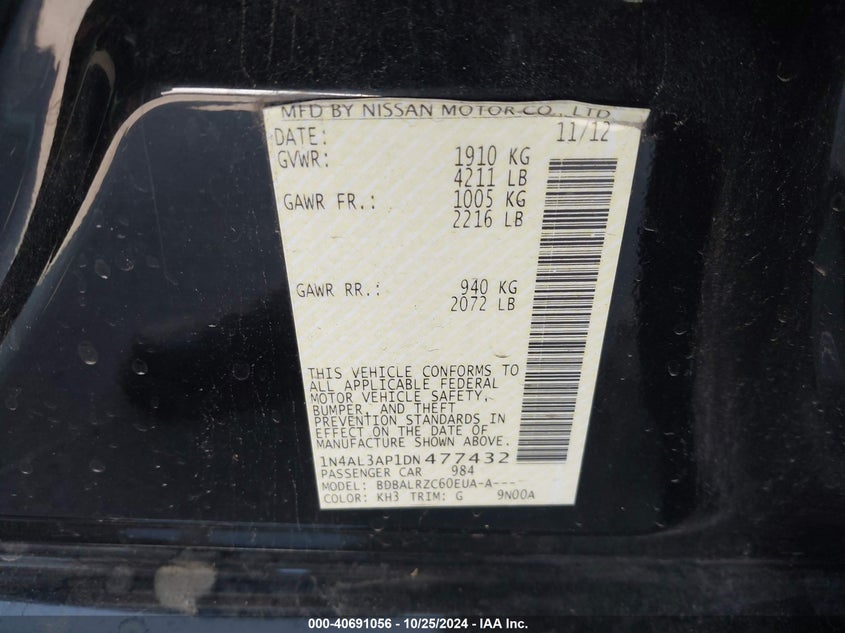 MFD BY NISSAN MOTOR CO., LTD
DATE: 11/12
GVWR: 1910 KG
4211 LB
GAWR FR.: 1005 KG
2216 LB
GAWR RR.: 940 KG
2072 LB
THIS VEHICLE CONFORMS TO
ALL APPLICABLE FEDERAL
MOTOR VEHICLE SAFETY,
BUMPER, AND THEFT
PREVENTION STANDARDS IN
EFFECT ON THE DATE OF
MANUFACTURE SHOWN ABOVE.
1N4AL3AP1DN477432
PASSENGER CAR 984
MODEL: BDBALRZC60EUA-A----
COLOR: KH3 TRIM: G 9N00A
000-40691056 - 10/25/2024 - IAA Inc.